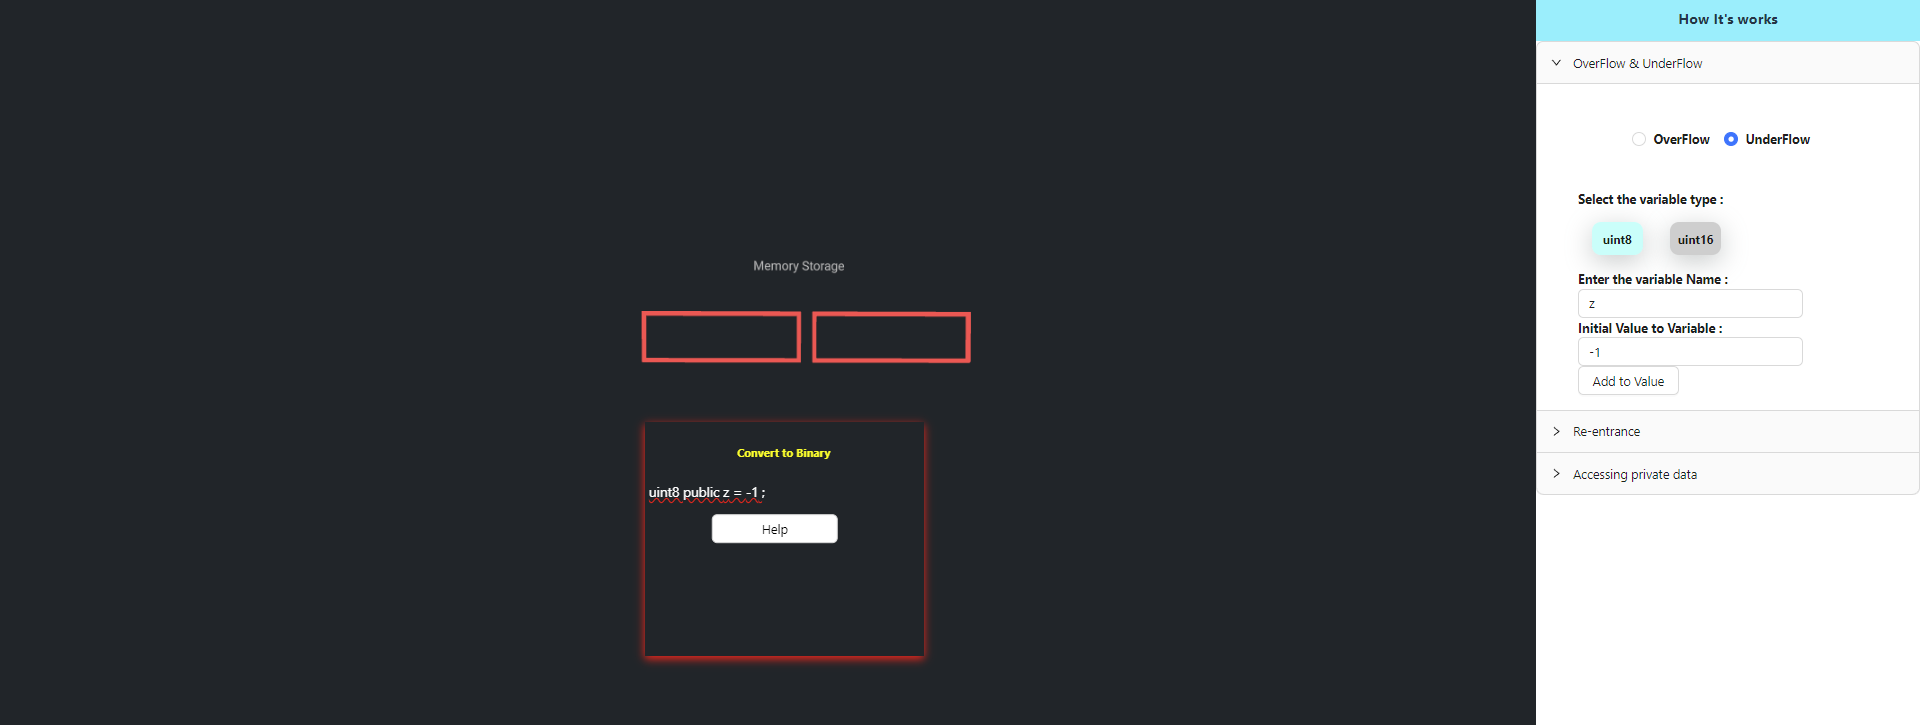 Memory Storage
Convert to Binary
uint8 public z = -1 ;
Help
How It's works
OverFlow & UnderFlow
OverFlow UnderFlow
Select the variable type :
uint8 uint16
Enter the variable Name :
z
Initial Value to Variable :
-1
Add to Value
Re-entrance
Accessing private data